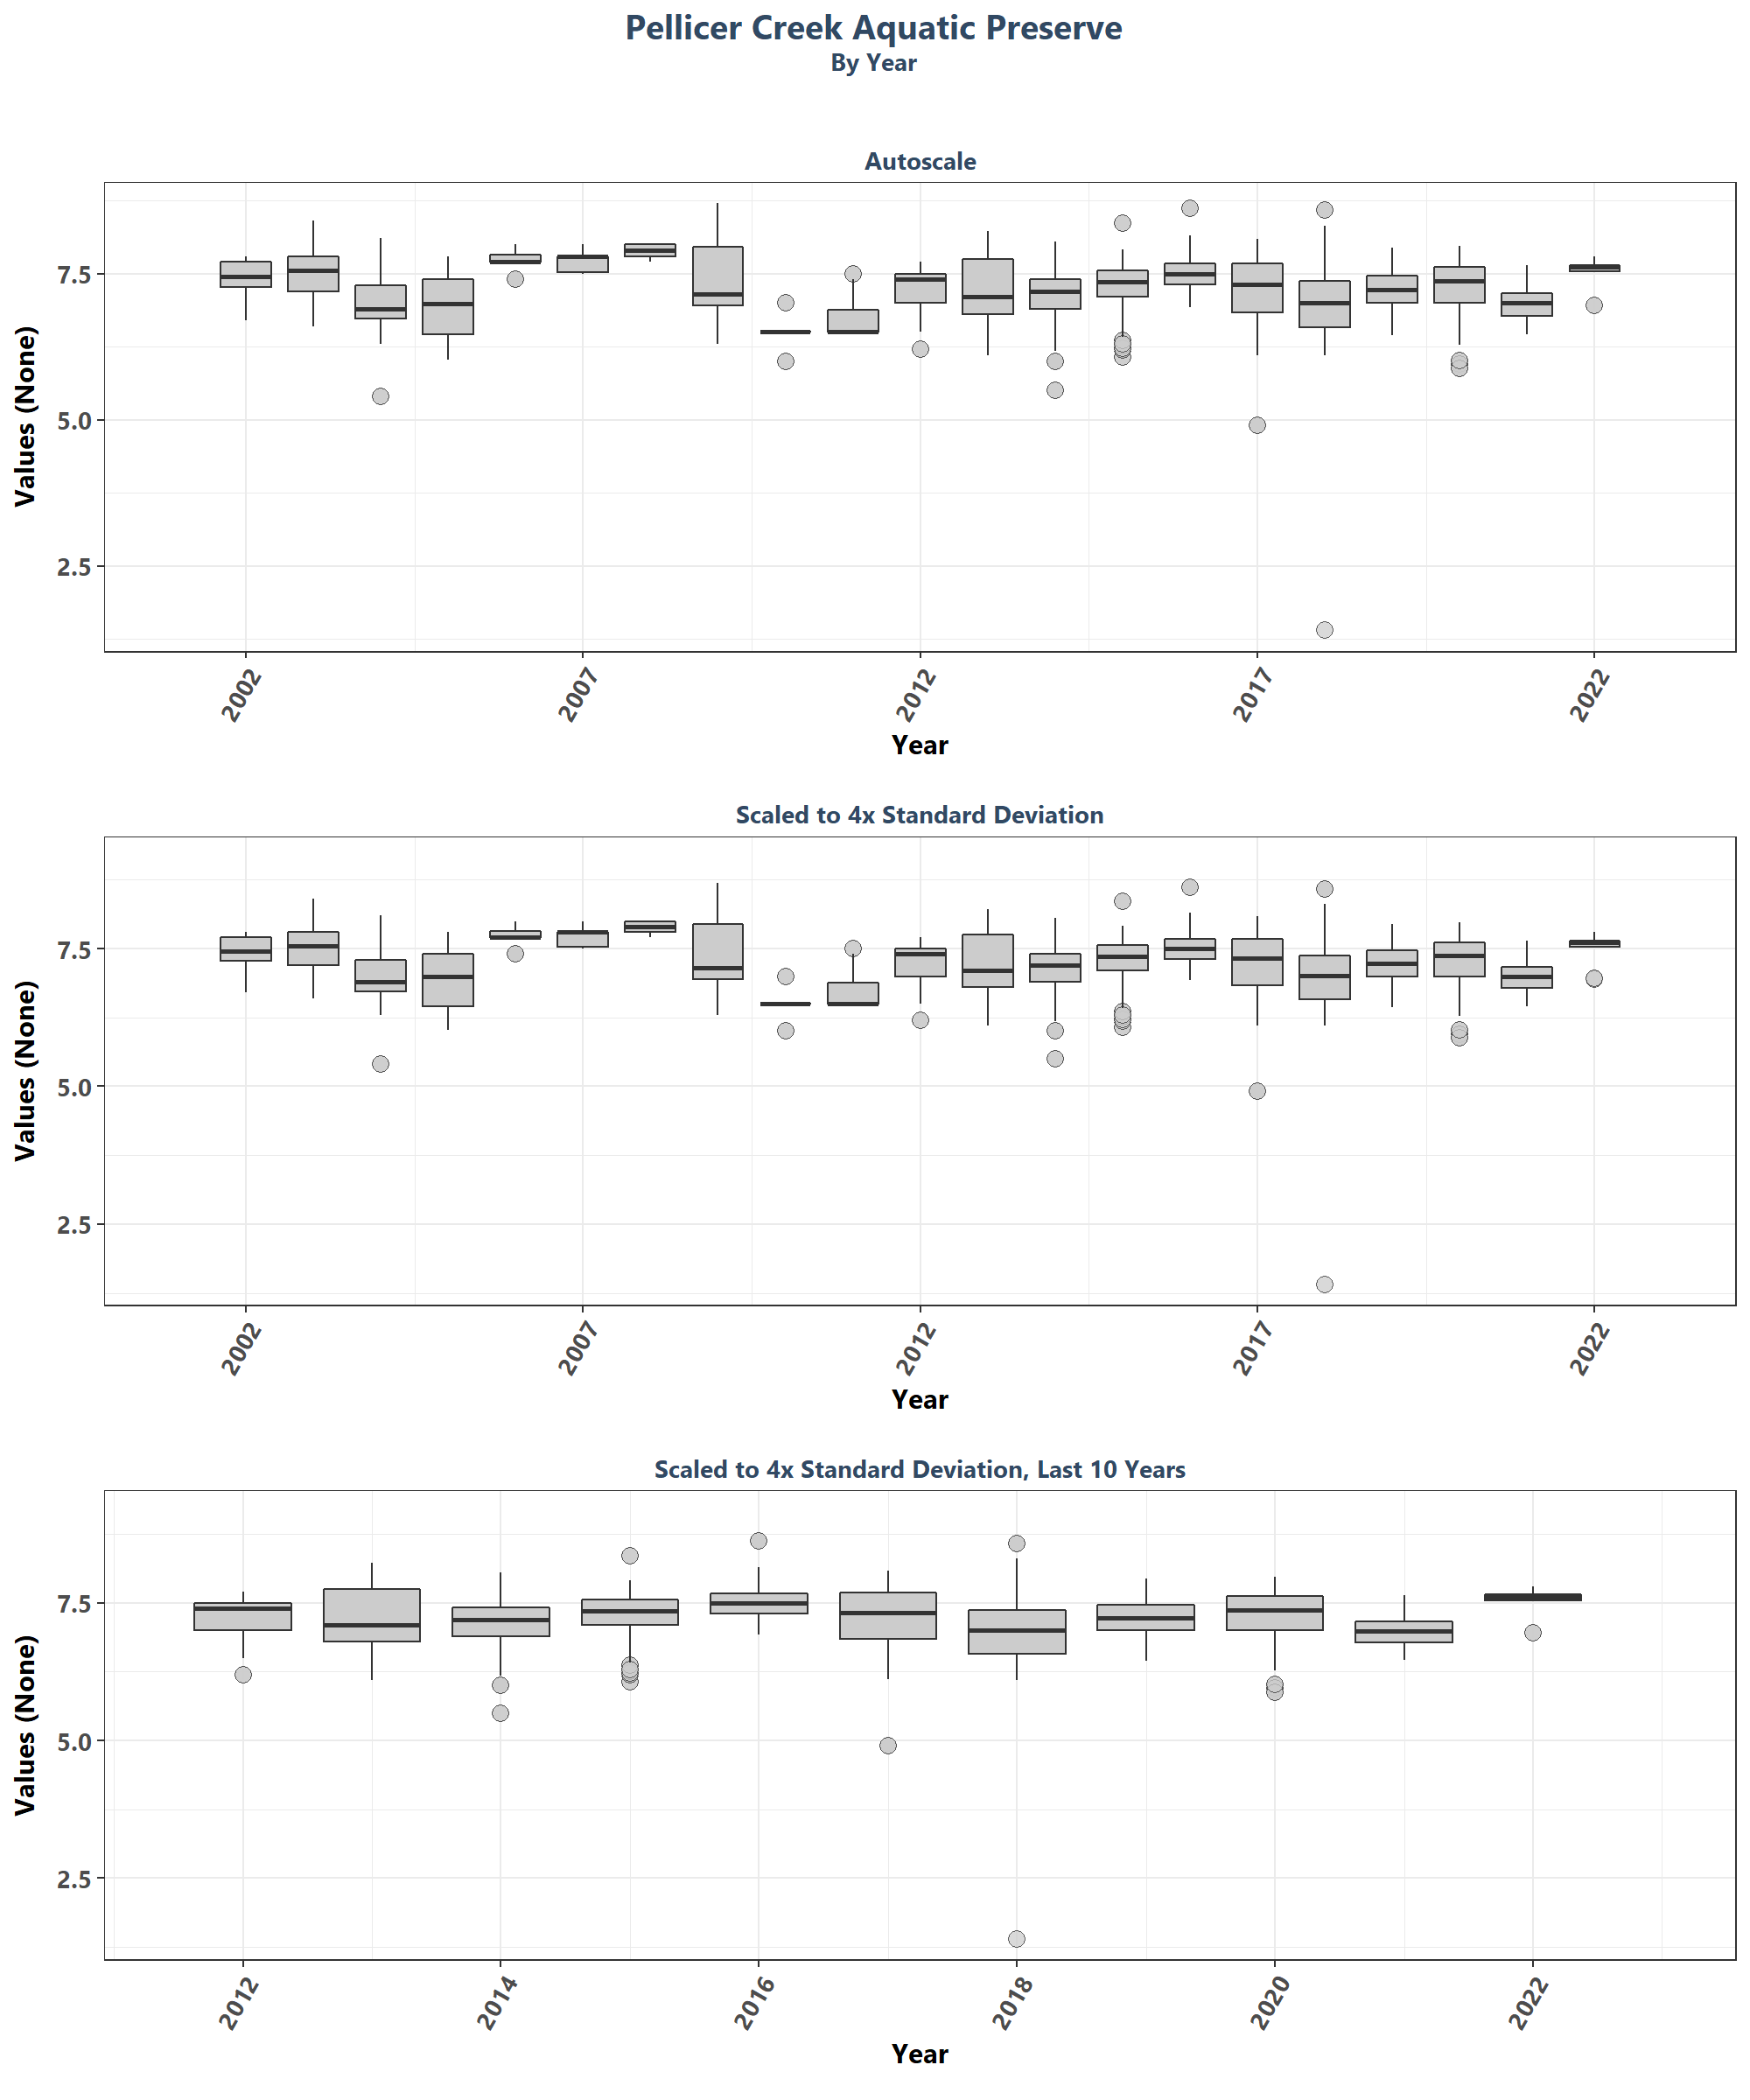 Pellicer Creek Aquatic Preserve
By Year
Autoscale
Values (None)
7.5
5.0
2.5
2002
2007
2012
2017
2022
Year
Scaled to 4x Standard Deviation
Values (None)
7.5
5.0
2.5
2002
2007
2012
2017
2022
Year
Scaled to 4x Standard Deviation, Last 10 Years
Values (None)
7.5
5.0
2.5
2012
2014
2016
2018
2020
2022
Year